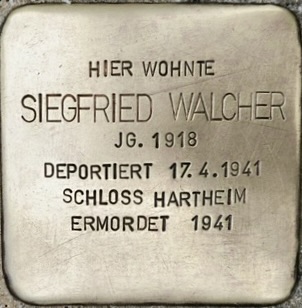 HIER WOHNTE
SIEGFRIED WALCHER
JG. 1918
DEPORTIERT 17.4.1941
SCHLOSS HARTHEIM
ERMORDET 1941